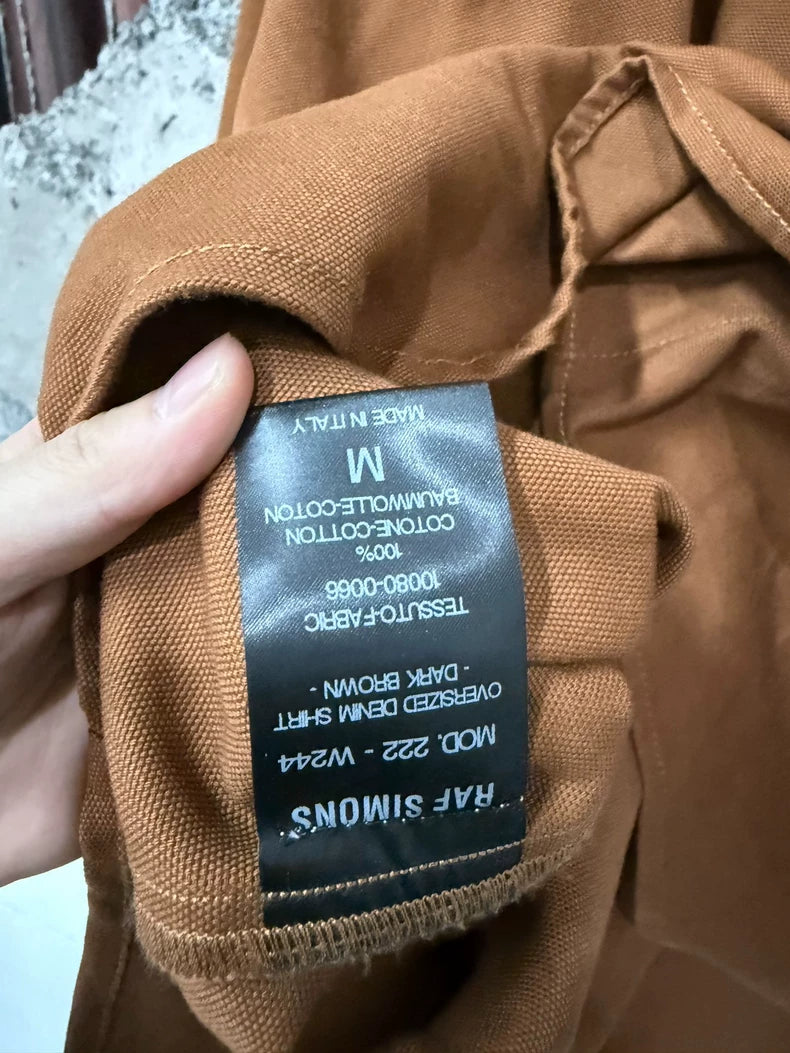 RAF SIMONS
MOD. 222 - W244
OVERSIZED DENIM SHIRT
- DARK BROWN -
TESSUTO-FABRIC
10080-0066
100%
COTONE-COTTON
BAUMWOLLE-COTON
M
MADE IN ITALY